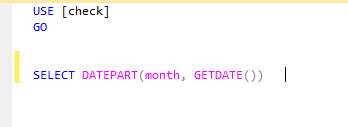 USE [check]
GO
SELECT DATEPART(month, GETDATE())